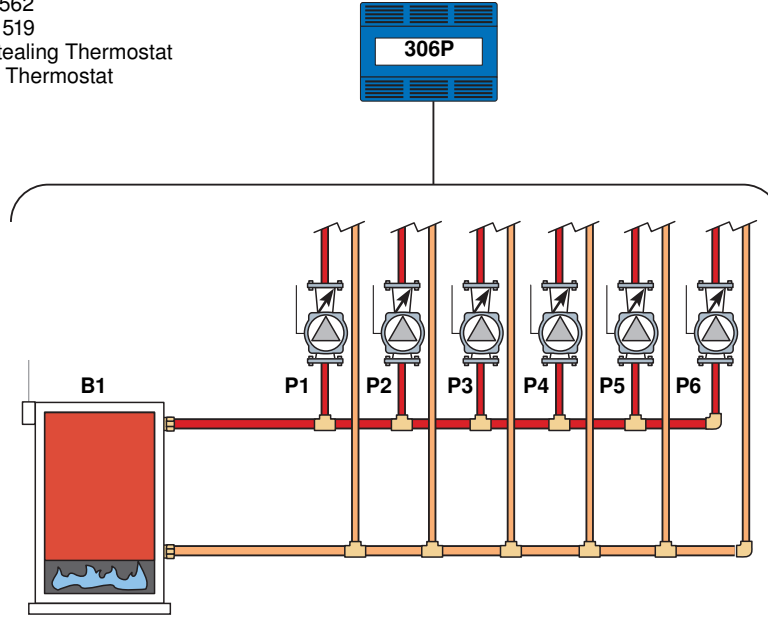 562
519
tealing Thermostat
Thermostat
306P
B1
P1 P2 P3 P4 P5 P6